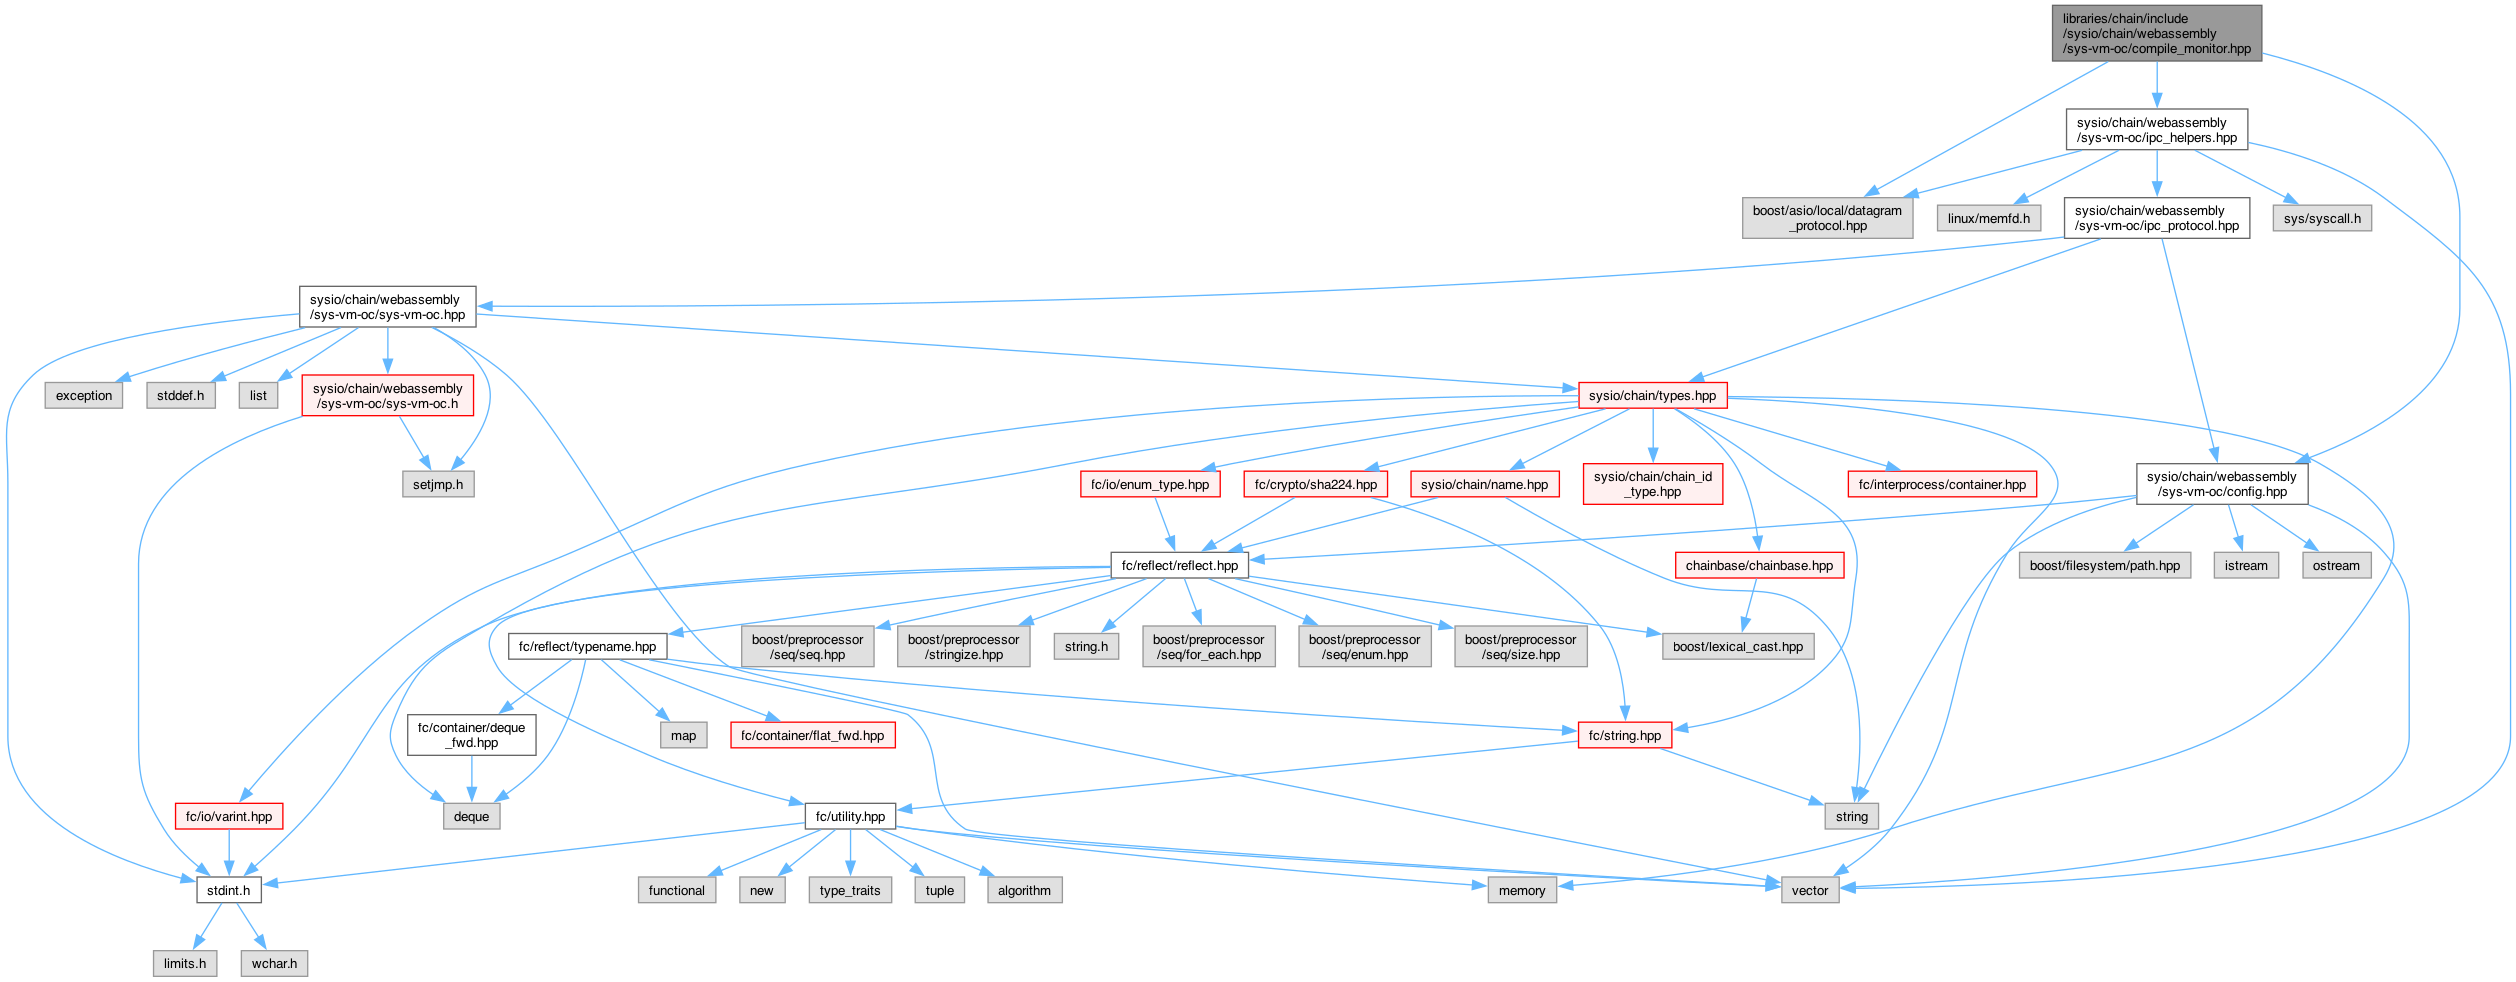 libraries/chain/include
/sysio/chain/webassembly
/sys-vm-oc/compile_monitor.hpp
sysio/chain/webassembly
/sys-vm-oc/ipc_helpers.hpp
boost/asio/local/datagram
_protocol.hpp
linux/memfd.h
sysio/chain/webassembly
/sys-vm-oc/ipc_protocol.hpp
sys/syscall.h
sysio/chain/webassembly
/sys-vm-oc/sys-vm-oc.hpp
exception
stddef.h
list
sysio/chain/webassembly
/sys-vm-oc/sys-vm-oc.h
sysio/chain/types.hpp
setjmp.h
fc/io/enum_type.hpp
fc/crypto/sha224.hpp
sysio/chain/name.hpp
sysio/chain/chain_id
_type.hpp
fc/interprocess/container.hpp
sysio/chain/webassembly
/sys-vm-oc/config.hpp
fc/reflect/reflect.hpp
chainbase/chainbase.hpp
boost/filesystem/path.hpp
istream
ostream
fc/reflect/typename.hpp
boost/preprocessor
/seq/seq.hpp
boost/preprocessor
/stringize.hpp
string.h
boost/preprocessor
/seq/for_each.hpp
boost/preprocessor
/seq/enum.hpp
boost/preprocessor
/seq/size.hpp
boost/lexical_cast.hpp
fc/container/deque
_fwd.hpp
map
fc/container/flat_fwd.hpp
fc/string.hpp
fc/io/varint.hpp
deque
fc/utility.hpp
string
stdint.h
functional
new
type_traits
tuple
algorithm
memory
vector
limits.h
wchar.h